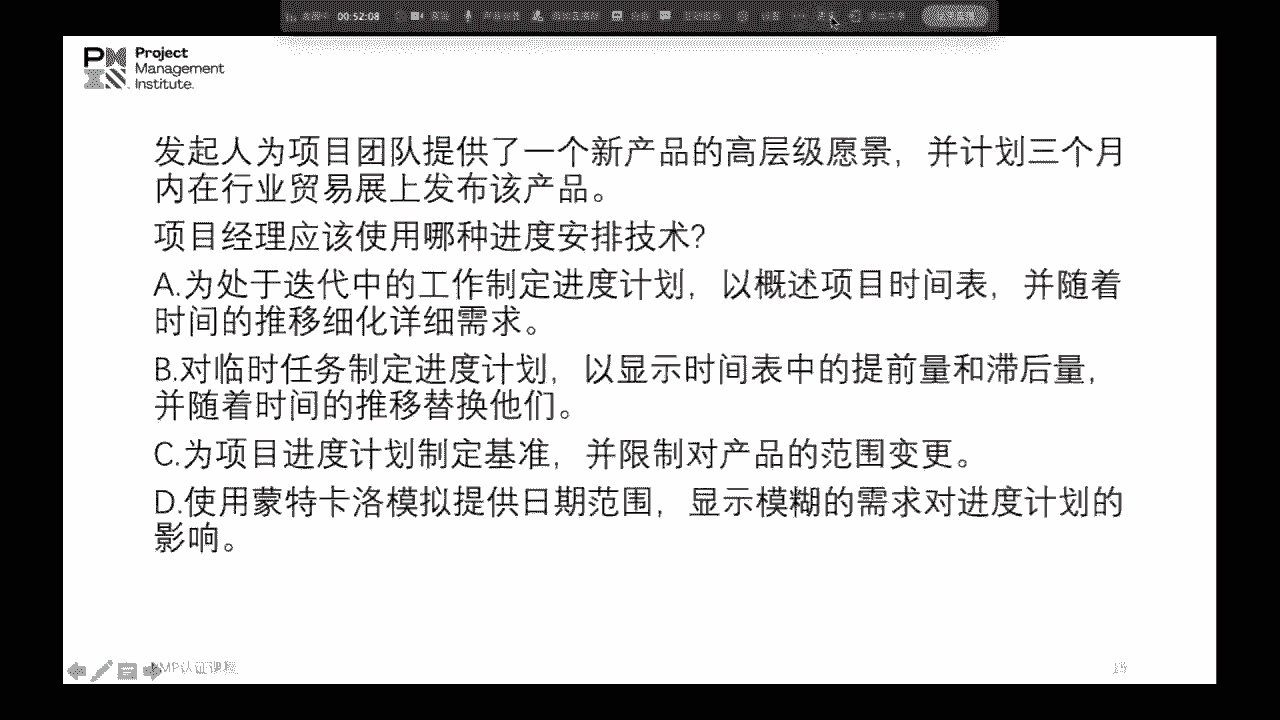 00:52:08
Project
Management
Institute.
发起人为项目团队提供了一个新产品的高层级愿景，并计划三个月
内在行业贸易展上发布该产品。
项目经理应该使用哪种进度安排技术?
A.为处于迭代中的工作制定进度计划，以概述项目时间表，并随着
时间的推移细化详细需求。
B.对临时任务制定进度计划，以显示时间表中的提前量和滞后量，
并随着时间的推移替换他们。
C.为项目进度计划制定基准，并限制对产品的范围变更。
D.使用蒙特卡洛模拟提供日期范围，显示模糊的需求对进度计划的
影响。
PMP认证课程